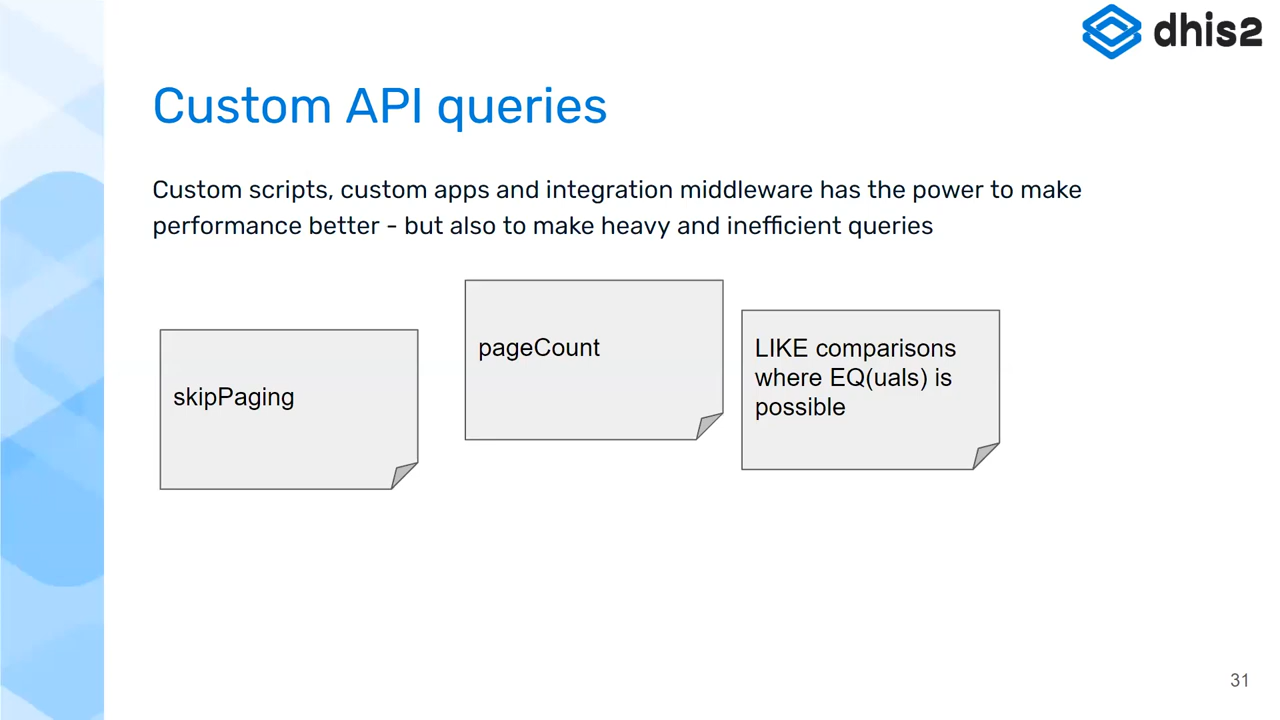 dhis2
Custom API queries
Custom scripts, custom apps and integration middleware has the power to make
performance better - but also to make heavy and inefficient queries
skipPaging
pageCount
LIKE comparisons
where EQ(uals) is
possible
31